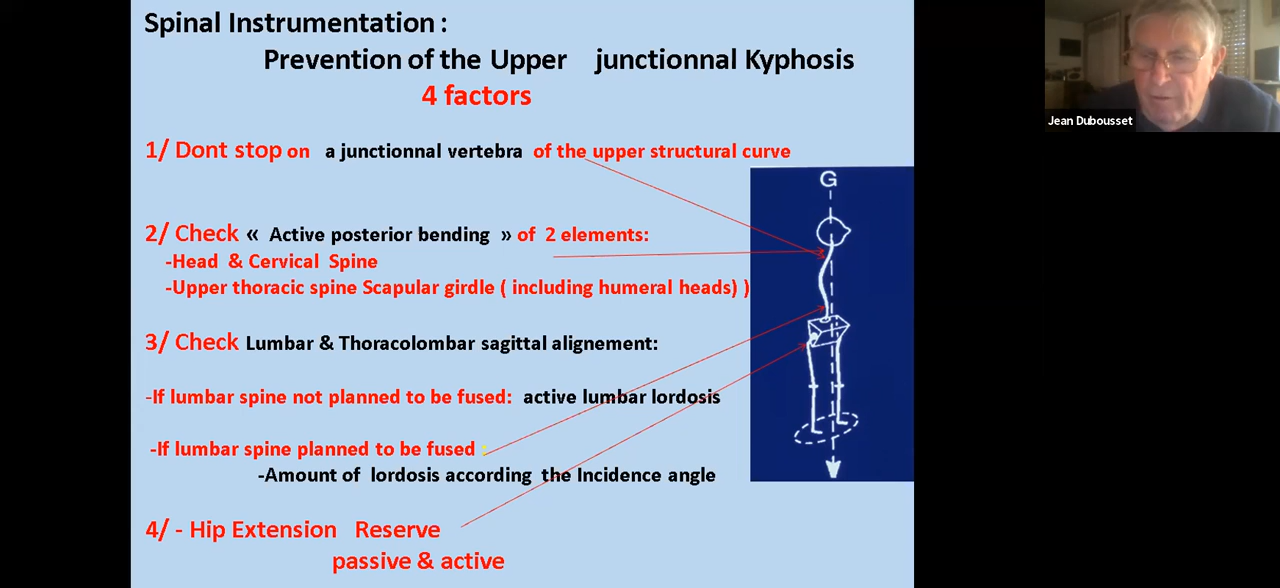 Spinal Instrumentation :
Prevention of the Upper junctionnal Kyphosis
4 factors
1/ Dont stop on a junctionnal vertebra of the upper structural curve
2/ Check « Active posterior bending » of 2 elements:
-Head & Cervical Spine
-Upper thoracic spine Scapular girdle ( including humeral heads) )
3/ Check Lumbar & Thoracolombar sagittal alignement:
-If lumbar spine not planned to be fused: active lumbar lordosis
-If lumbar spine planned to be fused :
-Amount of lordosis according the Incidence angle
4/ - Hip Extension Reserve
passive & active
G
Jean Dubousset